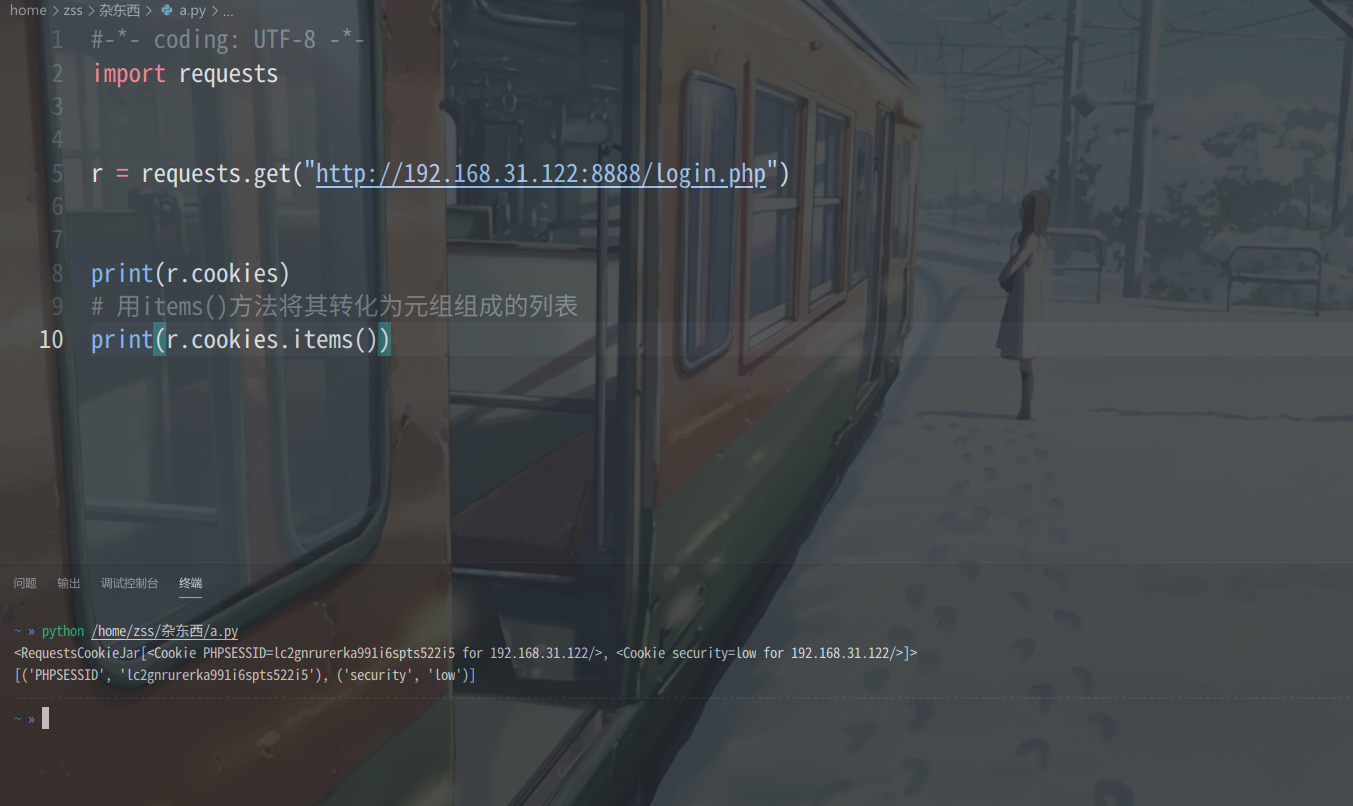 home > zss > 杂东西 > a.py > ...
1 #-*- coding: UTF-8 -*-
2 import requests
3
4
5 r = requests.get("http://192.168.31.122:8888/login.php")
6
7
8 print(r.cookies)
9 # 用items()方法将其转化为元组组成的列表
10 print(r.cookies.items())
问题 输出 调试控制台 终端
~ » python /home/zss/杂东西/a.py
<RequestsCookieJar[<Cookie PHPSESSID=lc2gnrurerka991i6spts522i5 for 192.168.31.122/>, <Cookie security=low for 192.168.31.122/>]>
[('PHPSESSID', 'lc2gnrurerka991i6spts522i5'), ('security', 'low')]
~ »